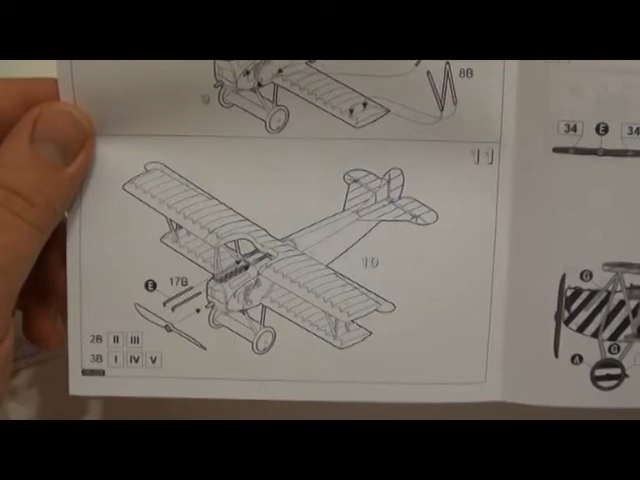 8B
9
11
10
E 17B
2B II III
3B I IV V
34 E 34
G
G
A